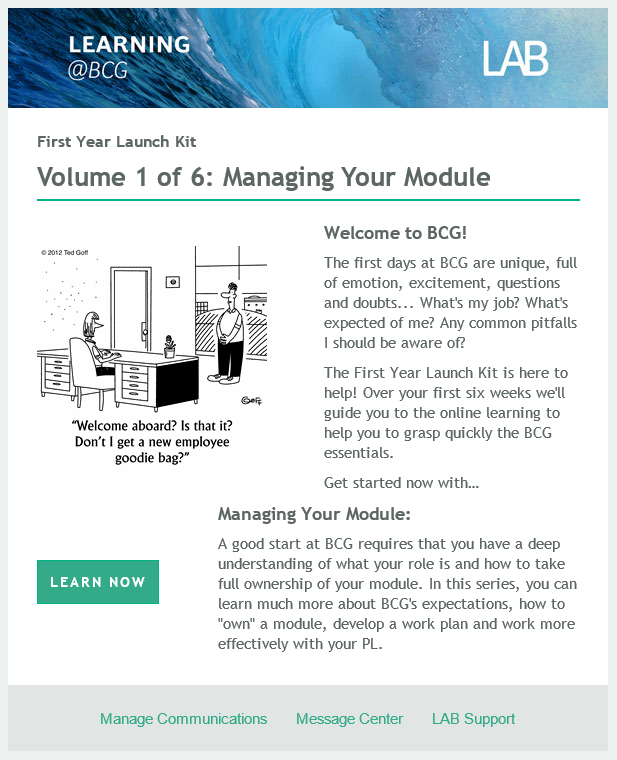 LEARNING
@BCG
LAB
First Year Launch Kit
Volume 1 of 6: Managing Your Module
© 2012 Ted Goff
©GOFF
"Welcome aboard? Is that it?
Don't I get a new employee
goodie bag?"
Welcome to BCG!
The first days at BCG are unique, full
of emotion, excitement, questions
and doubts... What's my job? What's
expected of me? Any common pitfalls
I should be aware of?
The First Year Launch Kit is here to
help! Over your first six weeks we'll
guide you to the online learning to
help you to grasp quickly the BCG
essentials.
Get started now with…
Managing Your Module:
A good start at BCG requires that you have a deep
understanding of what your role is and how to take
full ownership of your module. In this series, you can
learn much more about BCG's expectations, how to
"own" a module, develop a work plan and work more
effectively with your PL.
LEARN NOW
Manage Communications Message Center LAB Support